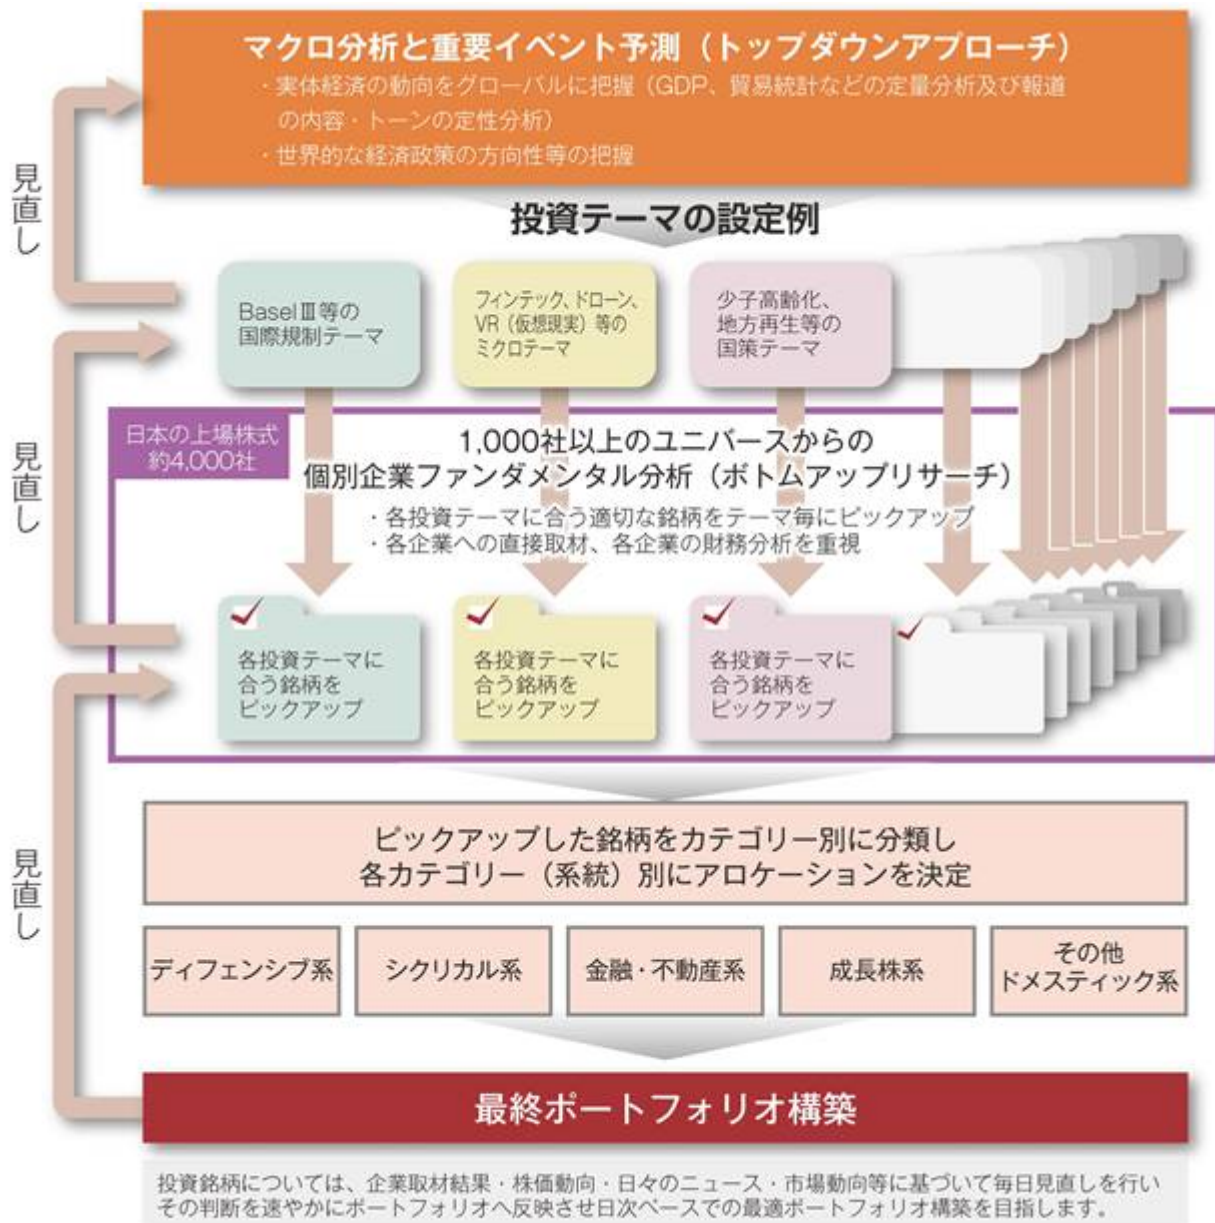 マクロ分析と重要イベント予測（トップダウンアプローチ）
・実体経済の動向をグローバルに把握（GDP、貿易統計などの定量分析及び報道
の内容・トーンの定性分析）
・世界的な経済政策の方向性等の把握
見直し
投資テーマの設定例
BaselⅢ等の
国際規制テーマ
フィンテック、ドローン、
VR（仮想現実）等の
ミクロテーマ
少子高齢化、
地方再生等の
国策テーマ
見直し
日本の上場株式
約4,000社
1,000社以上のユニバースからの
個別企業ファンダメンタル分析（ボトムアップリサーチ）
・各投資テーマに合う適切な銘柄をテーマ毎にピックアップ
・各企業への直接取材、各企業の財務分析を重視
各投資テーマに
合う銘柄を
ピックアップ
各投資テーマに
合う銘柄を
ピックアップ
各投資テーマに
合う銘柄を
ピックアップ
見直し
ピックアップした銘柄をカテゴリー別に分類し
各カテゴリー（系統）別にアロケーションを決定
ディフェンシブ系
シクリカル系
金融・不動産系
成長株系
その他
ドメスティック系
最終ポートフォリオ構築
投資銘柄については、企業取材結果・株価動向・日々のニュース・市場動向等に基づいて毎日見直しを行い
その判断を速やかにポートフォリオへ反映させ日次ベースでの最適ポートフォリオ構築を目指します。